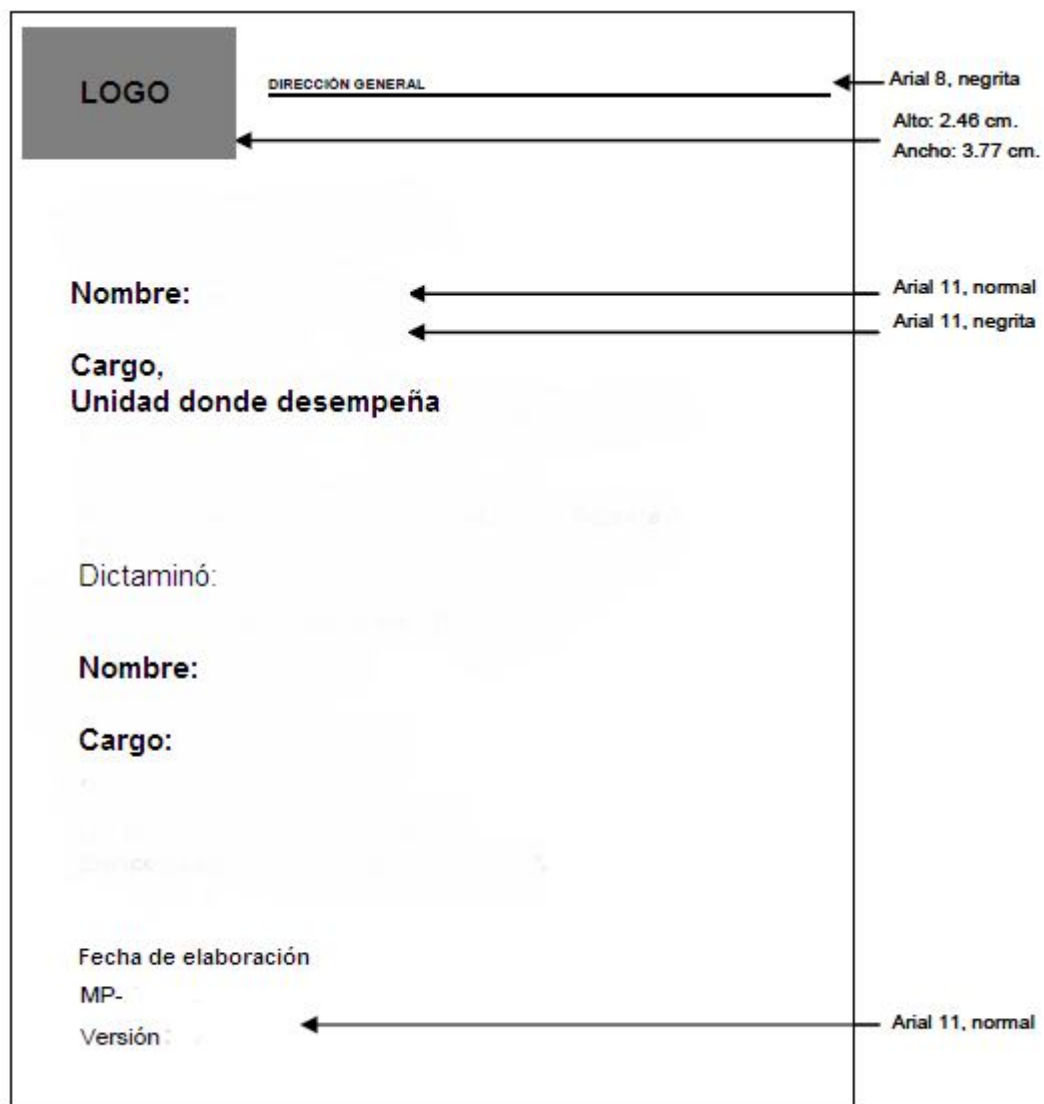 LOGO
DIRECCIÓN GENERAL
Arial 8, negrita
Alto: 2.46 cm.
Ancho: 3.77 cm.
Nombre:
Arial 11, normal
Arial 11, negrita
Cargo,
Unidad donde desempeña
Dictaminó:
Nombre:
Cargo:
Fecha de elaboración
MP-
Versión :
Arial 11, normal